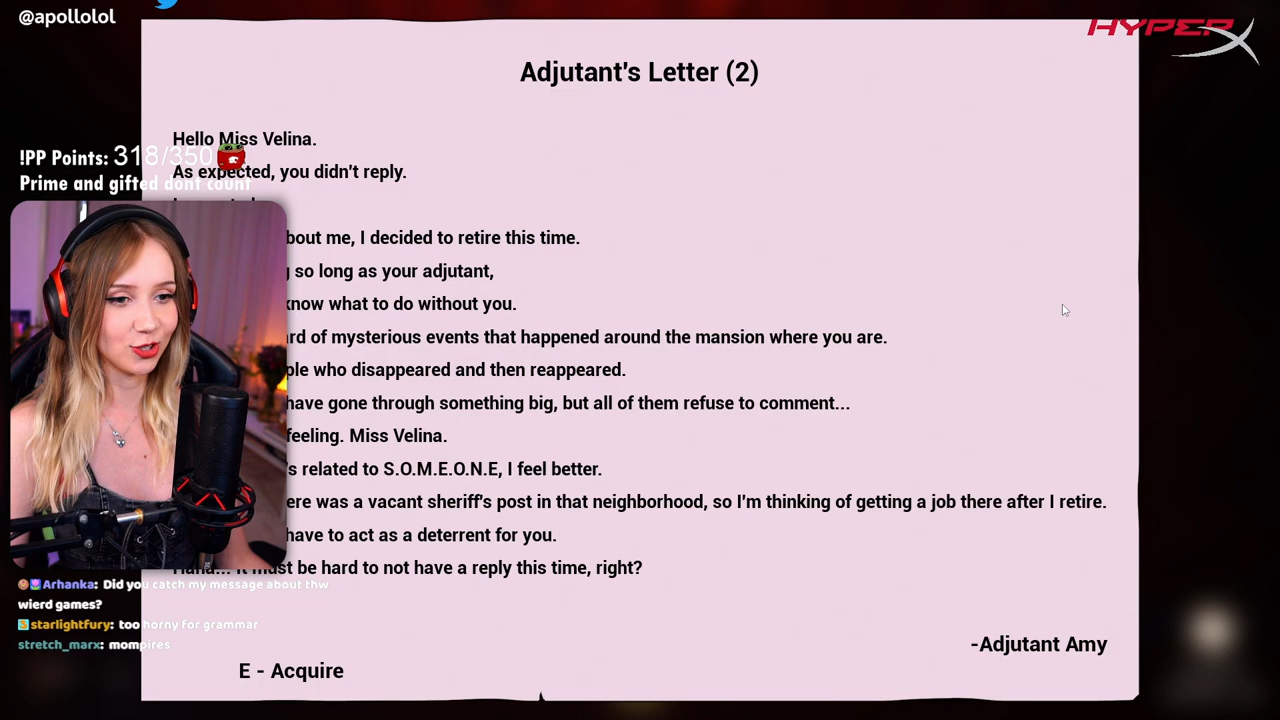 @apollolol
HYPERX
Adjutant's Letter (2)
Hello Miss Velina.
!PP Points: 318/350
As expected, you didn't reply.
Prime and gifted dont count
bout me, I decided to retire this time.
so long as your adjutant,
know what to do without you.
rd of mysterious events that happened around the mansion where you are.
ple who disappeared and then reappeared.
have gone through something big, but all of them refuse to comment...
feeling. Miss Velina.
s related to S.O.M.E.O.N.E, I feel better.
ere was a vacant sheriff's post in that neighborhood, so I'm thinking of getting a job there after I retire.
have to act as a deterrent for you.
Haha... It must be hard to not have a reply this time, right?
Arhanka: Did you catch my message about thw
wierd games?
starlightfury: too horny for grammar
stretch_marx: mompires
-Adjutant Amy
E - Acquire